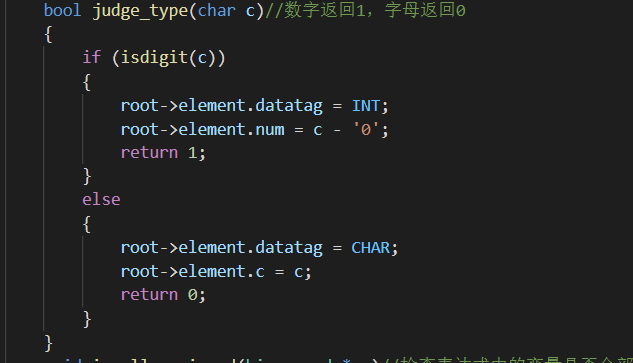 bool judge_type(char c)//数字返回1，字母返回0
{
if (isdigit(c))
{
root->element.datatag = INT;
root->element.num = c - '0';
return 1;
}
else
{
root->element.datatag = CHAR;
root->element.c = c;
return 0;
}
}